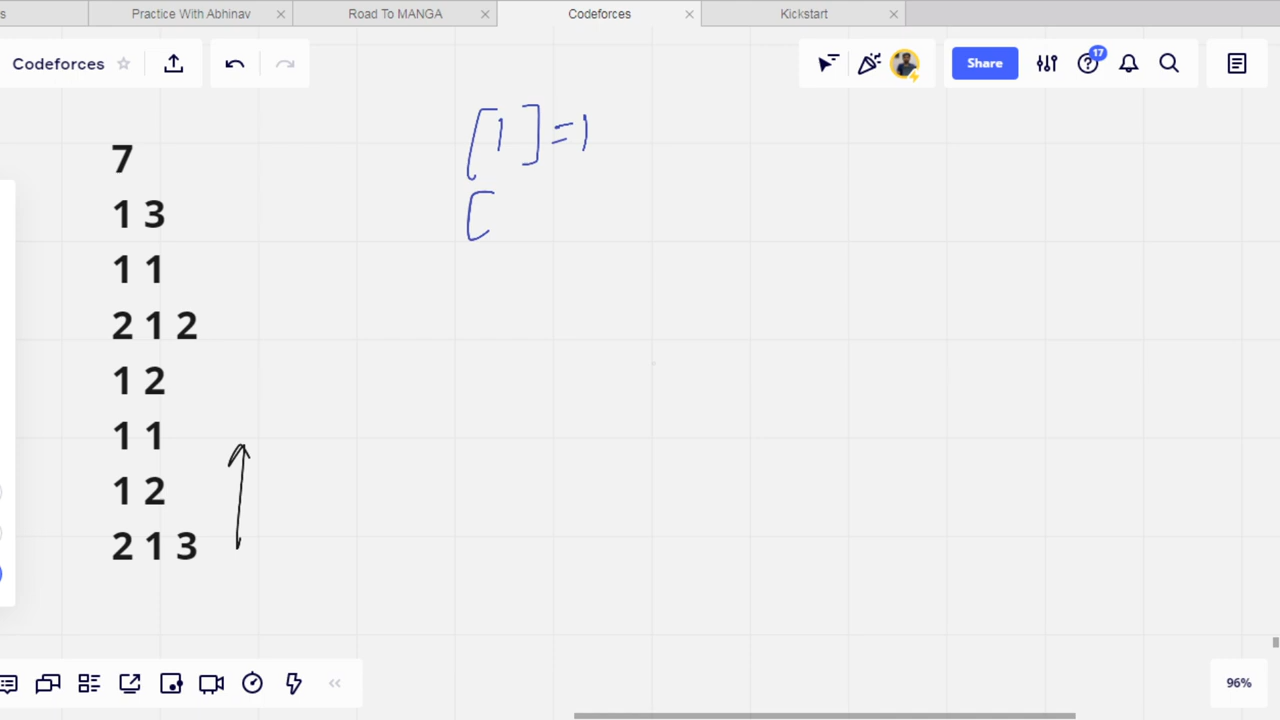 s
Practice With Abhinav
Road To MANGA
Codeforces
Kickstart
Codeforces
Share
17
7
1 3
1 1
2 1 2
1 2
1 1
1 2
2 1 3
[1]=1
[
96%